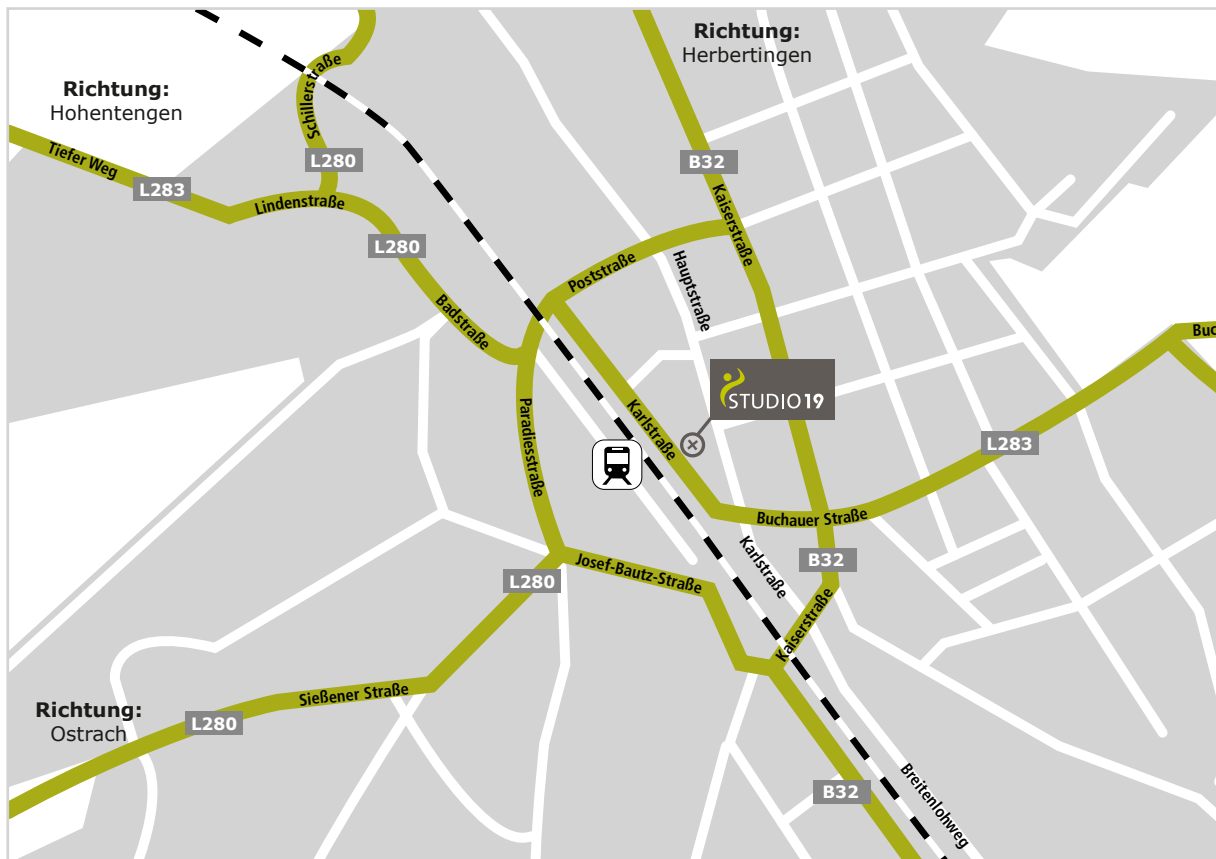 Richtung:
Herbertingen
Richtung:
Hohentengen
Schillerstraße
Tiefer Weg
L280
B32
L283
Lindenstraße
Kaiserstraße
L280
Poststraße
Hauptstraße
Badstraße
Buc
STUDIO19
Karlstraße
Paradiesstraße
L283
Buchauer Straße
Karlstraße
B32
Josef-Bautz-Straße
L280
Kaiserstraße
Sießener Straße
Richtung:
Ostrach
L280
B32
Breitenlohweg